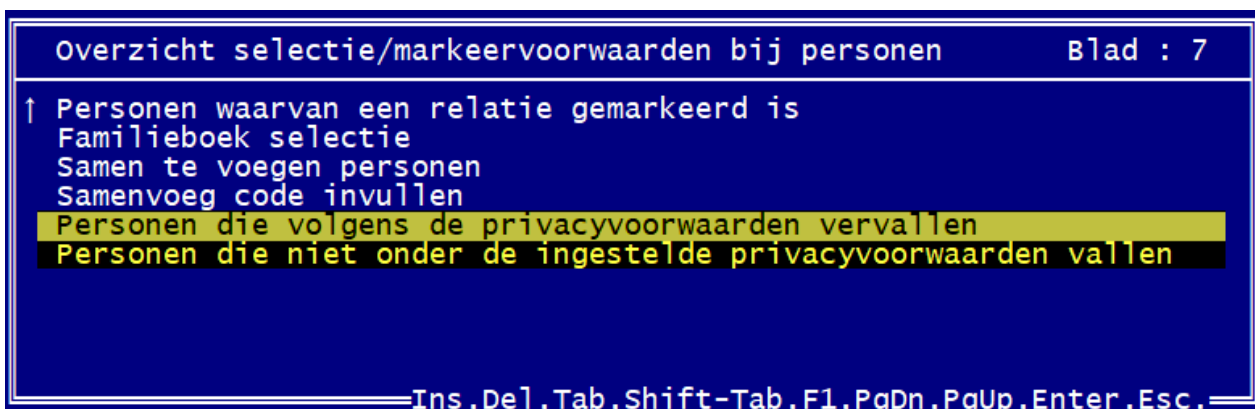 Overzicht selectie/markeervoorwaarden bij personen Blad : 7
↑ Personen waarvan een relatie gemarkeerd is
Familieboek selectie
Samen te voegen personen
Samenvoeg code invullen
Personen die volgens de privacyvoorwaarden vervallen
Personen die niet onder de ingestelde privacyvoorwaarden vallen
Ins.Del.Tab.Shift-Tab.F1.PgDn.PgUp.Enter.Esc.